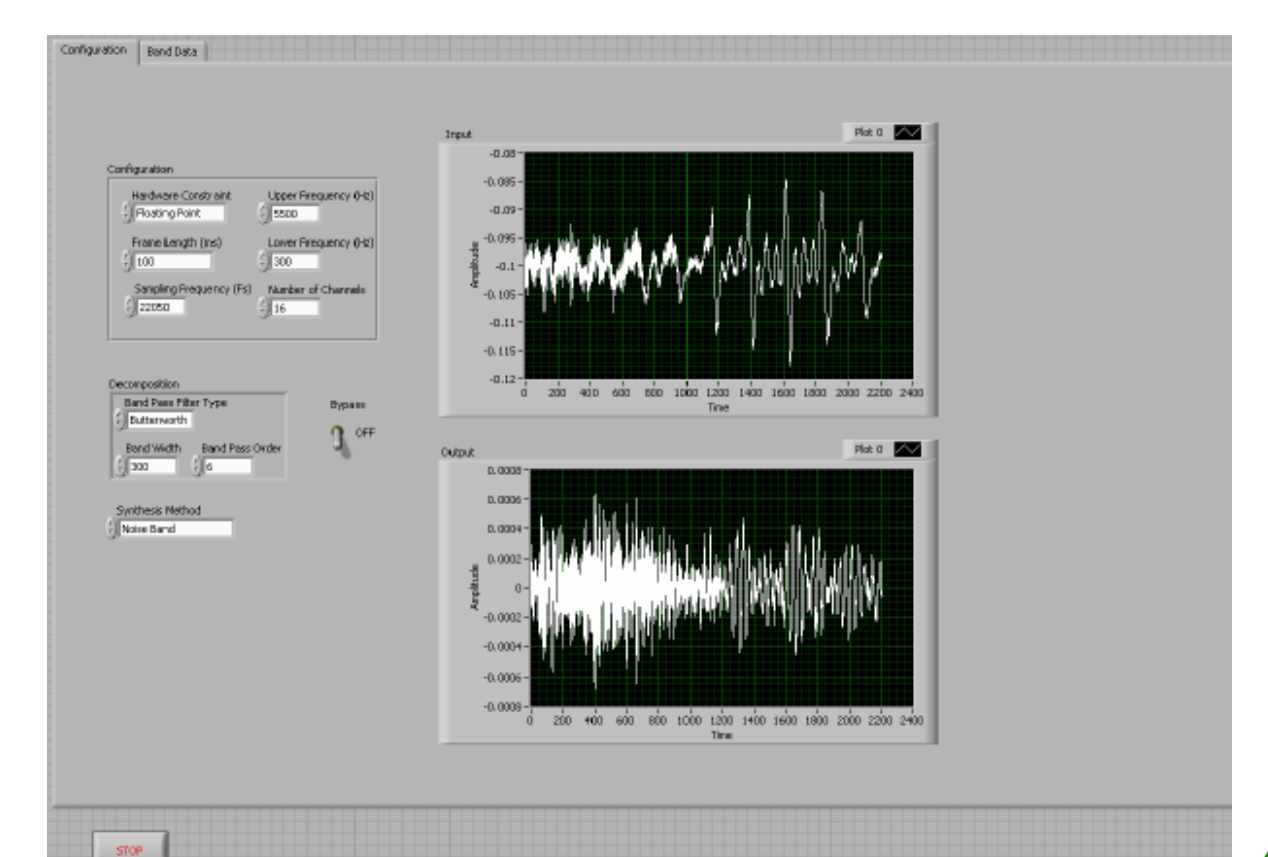 Configuration
Band Data
Configuration
Hardware Constraint
Upper Frequency (Hz)
Floating Point
5500
Frame Length (ms)
Lower Frequency (Hz)
100
300
Sampling Frequency (Fs)
Number of Channels
22050
16
Decomposition
Band Pass Filter Type
Butterworth
Band Width
Band Pass Order
300
6
Bypass
OFF
Synthesis Method
Noise Band
Input
Plot 0
Amplitude
-0.08
-0.085
-0.09
-0.095
-0.1
-0.105
-0.11
-0.115
-0.12
0 200 400 600 800 1000 1200 1400 1600 1800 2000 2200 2400
Time
Output
Plot 0
Amplitude
0.0008
0.0006
0.0004
0.0002
0
-0.0002
-0.0004
-0.0006
-0.0008
0 200 400 600 800 1000 1200 1400 1600 1800 2000 2200 2400
Time
STOP